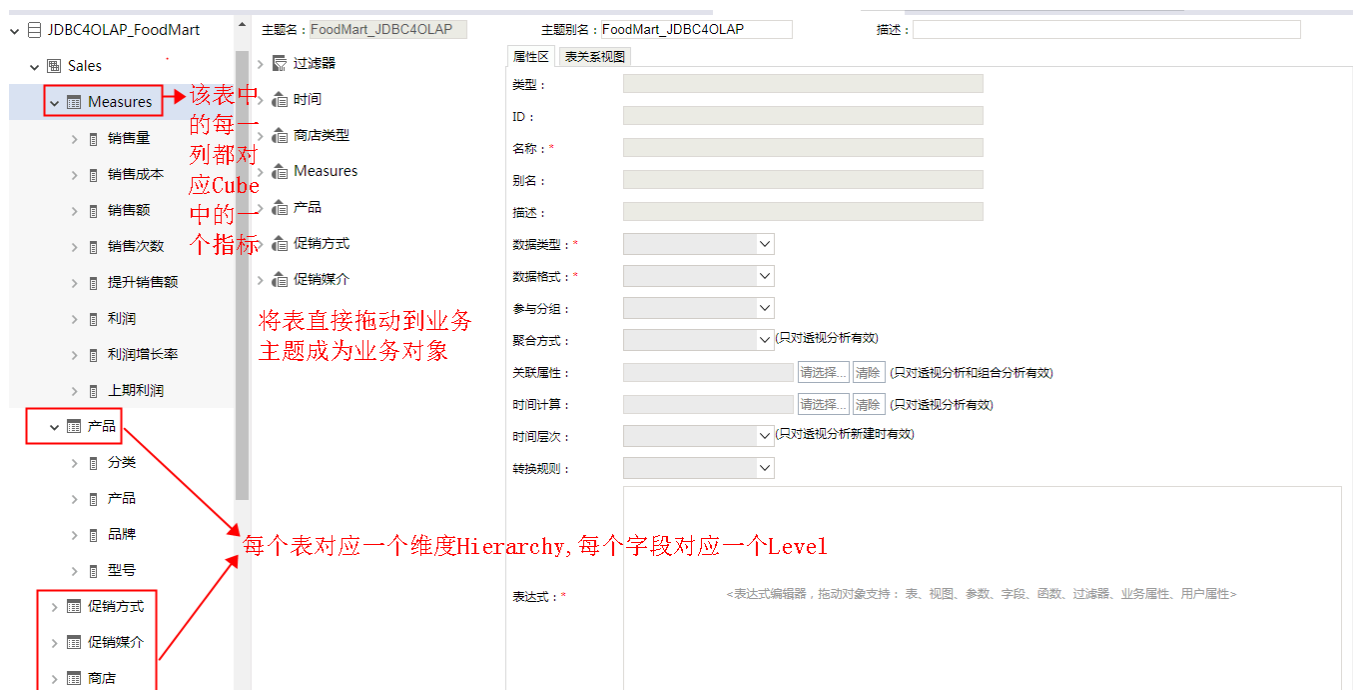 JDBC4OLAP_FoodMart
Sales
Measures
销售量
销售成本
销售额
销售次数
提升销售额
利润
利润增长率
上期利润
产品
分类
产品
品牌
型号
促销方式
促销媒介
商店
该表中
的每一
列都对
应Cube
中的一
个指标
主题名：FoodMart_JDBC4OLAP
主题别名：FoodMart_JDBC4OLAP
描述：
过滤器
时间
商店类型
Measures
产品
促销方式
促销媒介
将表直接拖动到业务
主题成为业务对象
属性区 表关系视图
类型：
ID：
名称：*
别名：
描述：
数据类型：*
数据格式：*
参与分组：
聚合方式： (只对透视分析有效)
关联属性： 请选择... 清除 (只对透视分析和组合分析有效)
时间计算： 请选择... 清除 (只对透视分析有效)
时间层次： (只对透视分析新建时有效)
转换规则：
每个表对应一个维度Hierarchy,每个字段对应一个Level
表达式：*
<表达式编辑器，拖动对象支持： 表、视图、参数、字段、函数、过滤器、业务属性、用户属性>